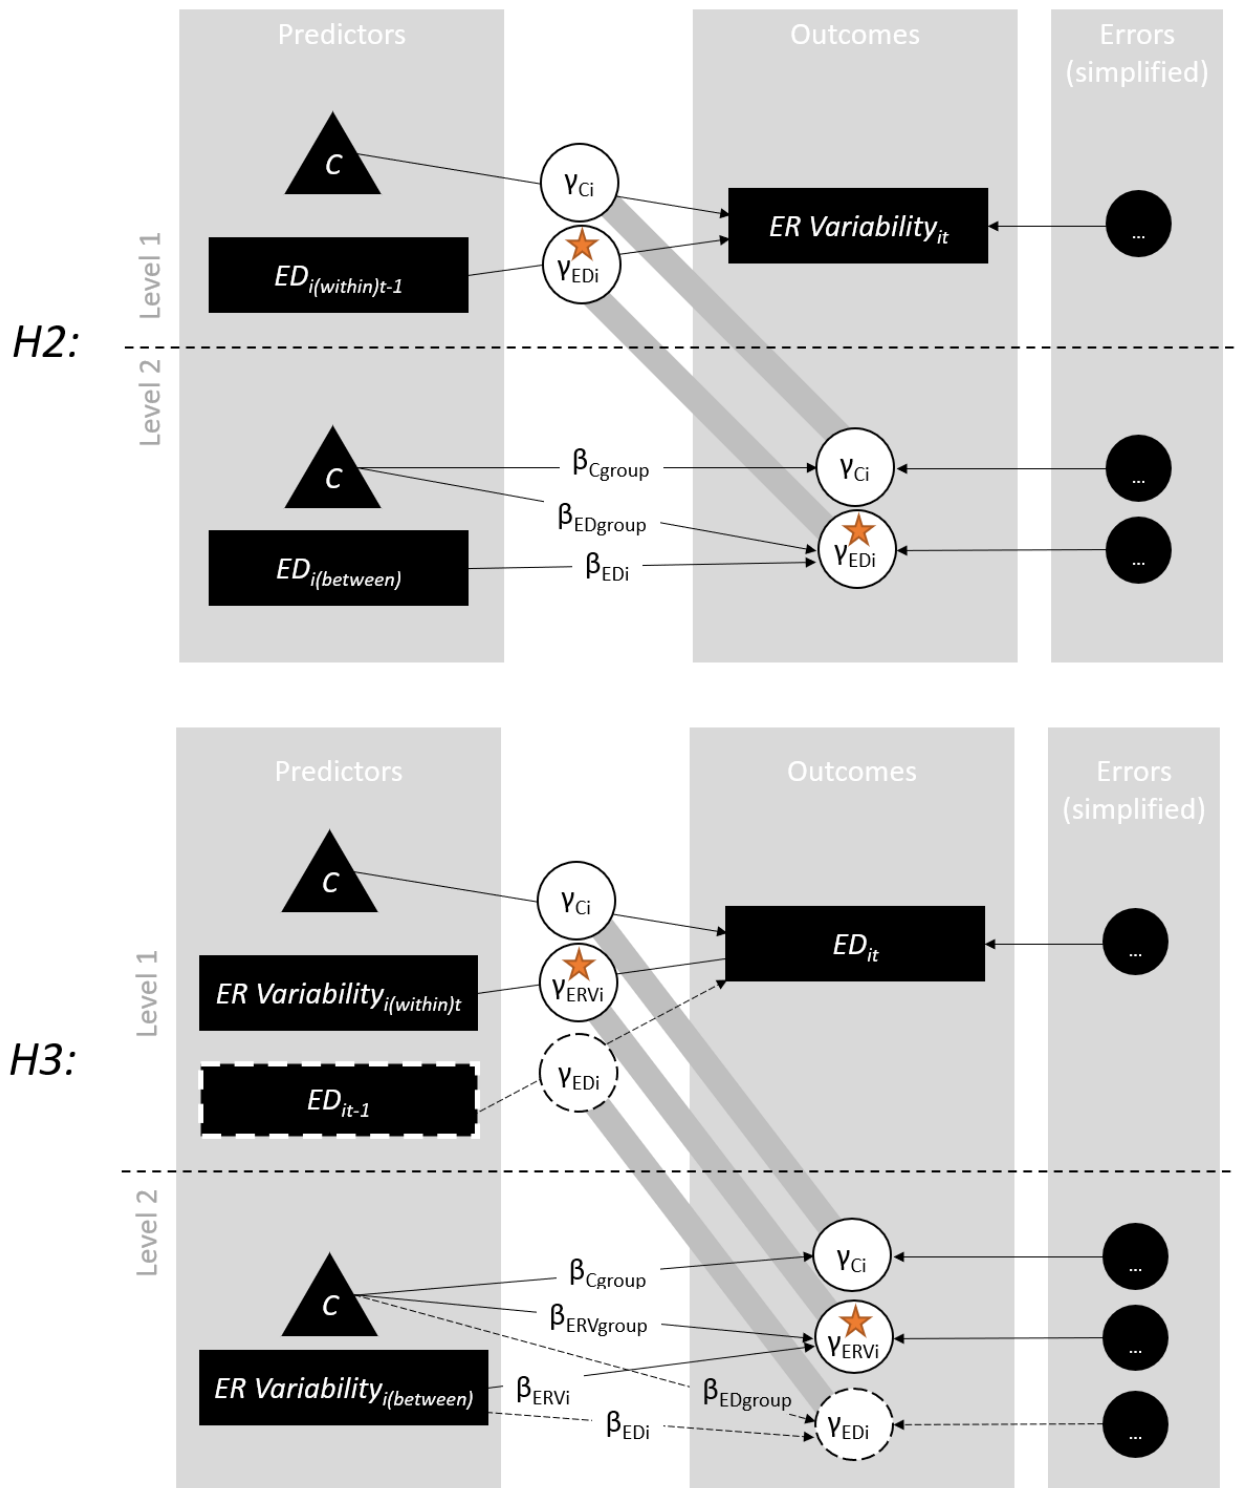 Predictors
Outcomes
Errors
(simplified)
C
γCi
ER Variabilityit
...
Level 1
EDi(within)t-1
γEDi
H2:
Level 2
C
βCgroup
γCi
...
βEDgroup
EDi(between)
βEDi
γEDi
...
Predictors
Outcomes
Errors
(simplified)
C
γCi
EDit
...
Level 1
ER Variabilityi(within)t
γERVi
H3:
EDit-1
γEDi
Level 2
C
βCgroup
γCi
...
βERVgroup
γERVi
...
ER Variabilityi(between)
βERVi
βEDgroup
βEDi
γEDi
...